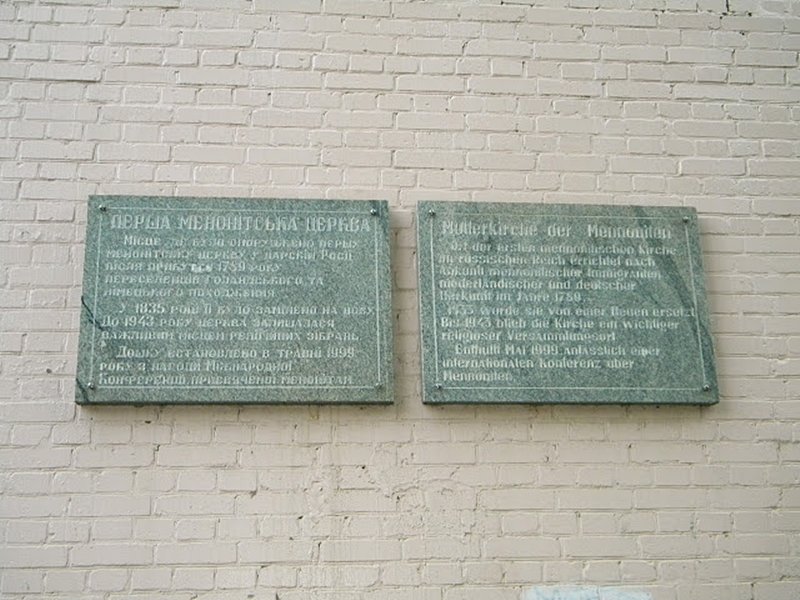 ПЕРША МЕНОНІТСЬКА ЦЕРКВА
МІСЦЕ, ДЕ БУЛО СПОРУДЖЕНО ПЕРШУ
МЕНОНІТСЬКУ ЦЕРКВУ У ЦАРСЬКІЙ РОСІЇ
ПІСЛЯ ПРИБУТТЯ 1789 РОКУ
ПЕРЕСЕЛЕНЦІВ ГОЛАНДСЬКОГО ТА
НІМЕЦЬКОГО ПОХОДЖЕННЯ
У 1835 РОЦІ ЇЇ БУЛО ЗАМІНЕНО НА НОВУ
ДО 1943 РОКУ ЦЕРКВА ЗАЛИШАЛАСЯ
ВАЖЛИВИМ МІСЦЕМ РЕЛІГІЙНИХ ЗІБРАНЬ
ДОШКУ ВСТАНОВЛЕНО В ТРАВНІ 1999
РОКУ З НАГОДИ МІЖНАРОДНОЇ
КОНФЕРЕНЦІЇ ПРИСВЯЧЕНОЇ МЕНОНІТАМ
Mutterkirche der Mennoniten
Ort der ersten mennonitischen Kirche
im russischen Reich, errichtet nach
Ankunft mennonitischer Immigranten
niederländischer und deutscher
Herkunft im Jahre 1789.
1835 wurde sie von einer Neuen ersetzt
Bis 1943 blieb die Kirche ein wichtiger
religiöser Versammlungsort
Enthüllt Mai 1999 anlässlich einer
internationalen Konferenz über
Mennoniten